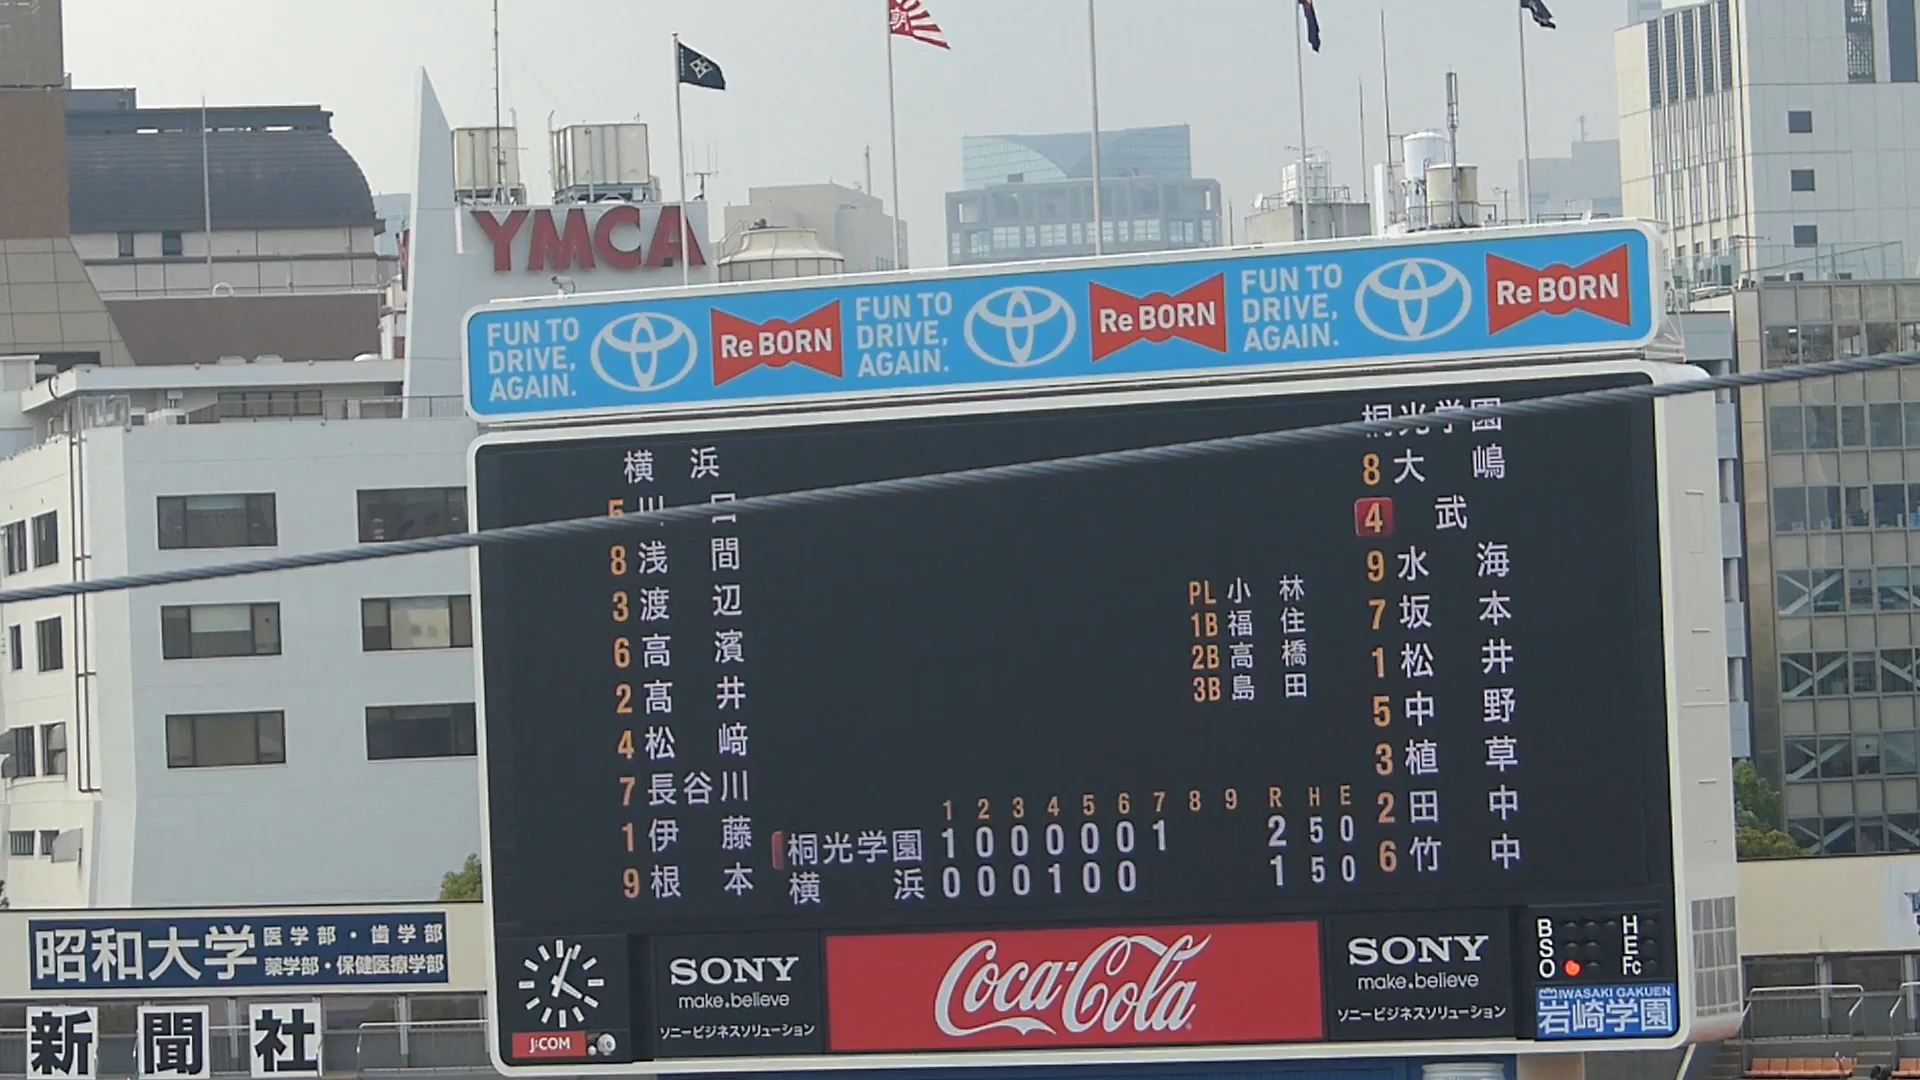 YMCA
FUN TO DRIVE, AGAIN. Re BORN FUN TO DRIVE, AGAIN. Re BORN FUN TO DRIVE, AGAIN. Re BORN
横 浜
5 川 口
8 浅 間
3 渡 辺
6 高 濱
2 髙 井
4 松 﨑
7 長谷川
1 伊 藤
9 根 本
PL 小 林
1B 福 住
2B 高 橋
3B 島 田
桐光学園
8 大 嶋
4 武
9 水 海
7 坂 本
1 松 井
5 中 野
3 植 草
2 田 中
6 竹 中
1 2 3 4 5 6 7 8 9 R H E
桐光学園 1 0 0 0 0 0 1 2 5 0
横 浜 0 0 0 1 0 0 1 5 0
昭和大学 医学部・歯学部
薬学部・保健医療学部
新聞社
J:COM
SONY
make.believe
ソニービジネスソリューション
Coca-Cola
SONY
make.believe
ソニービジネスソリューション
B H
S E
O Fc
IWASAKI GAKUEN
岩崎学園